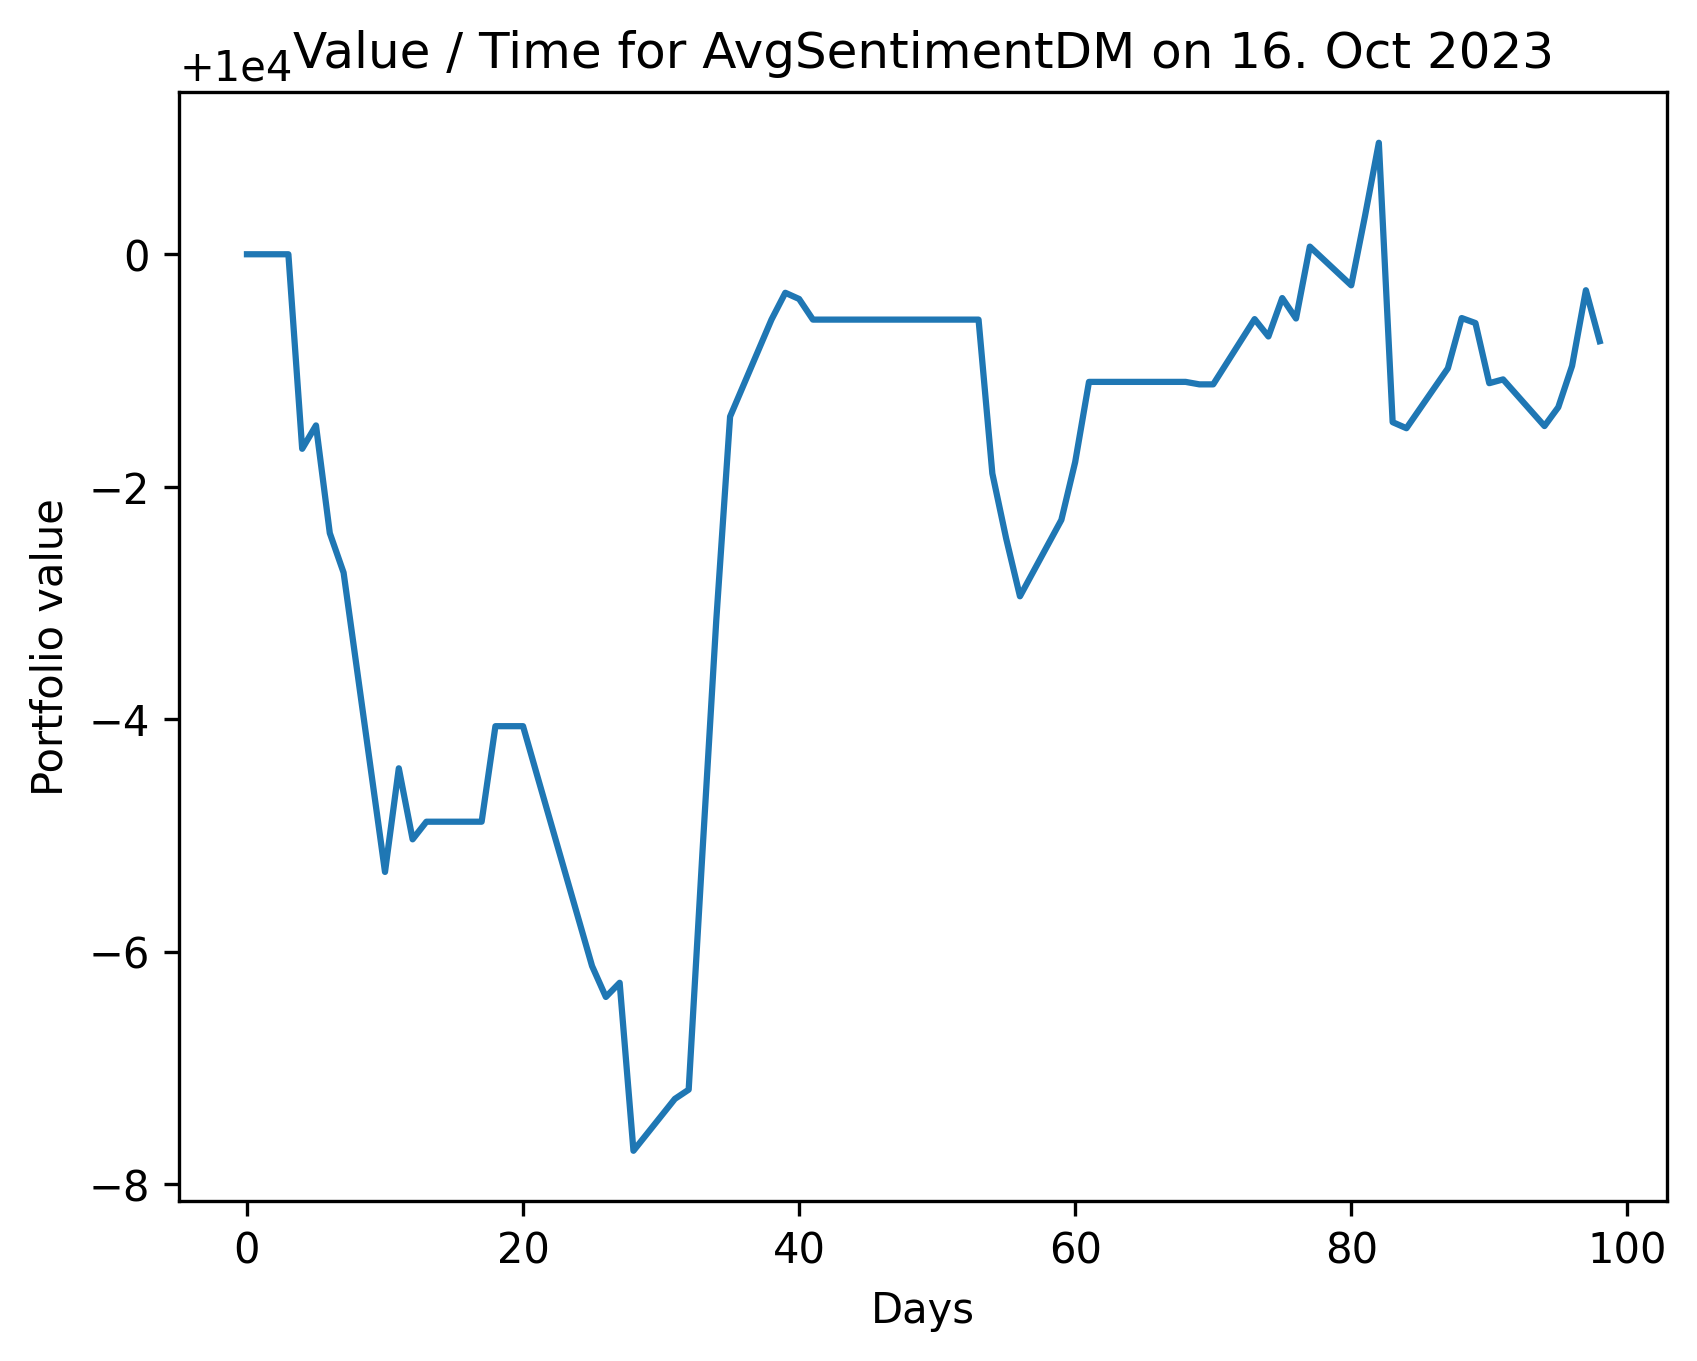 Value / Time for AvgSentimentDM on 16. Oct 2023
+1e4
0
−2
−4
−6
−8
Portfolio value
0 20 40 60 80 100
Days